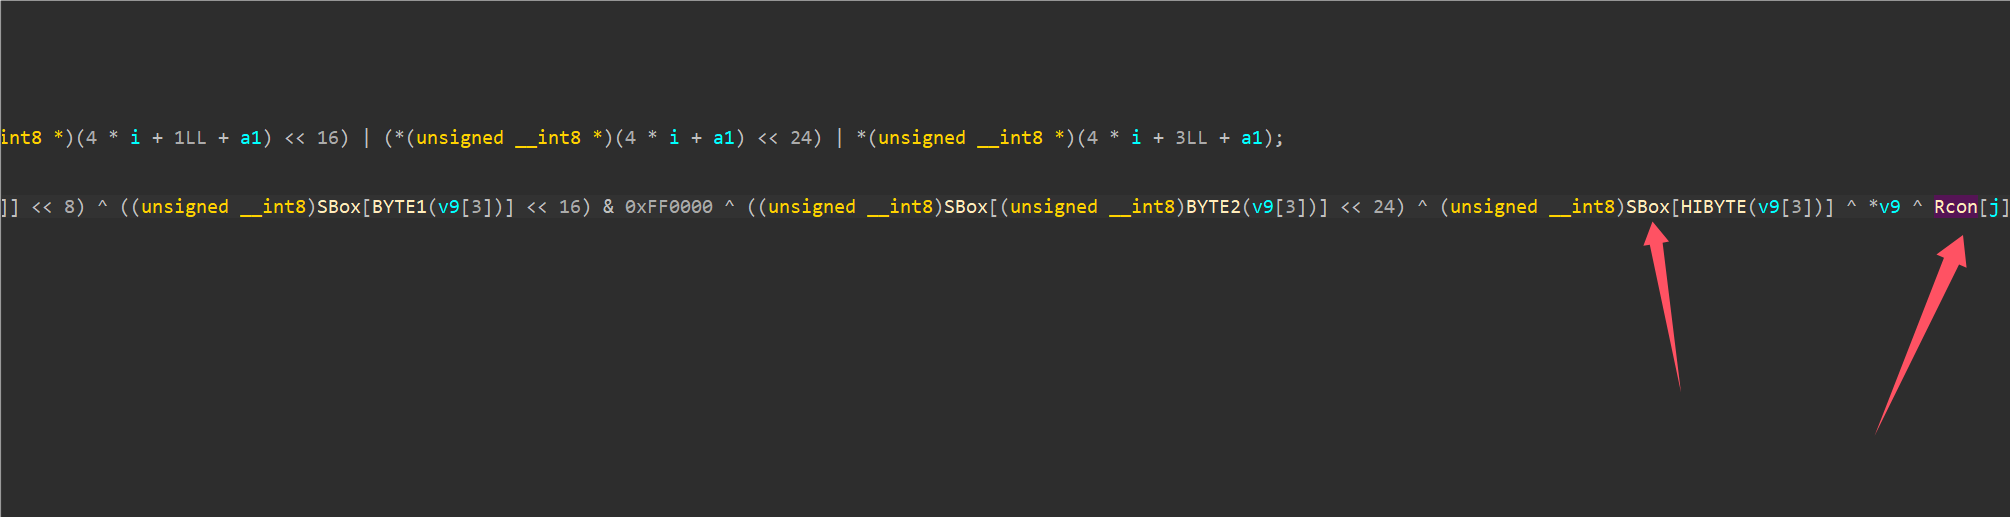 int8 *)(4 * i + 1LL + a1) << 16) | (*(unsigned __int8 *)(4 * i + a1) << 24) | *(unsigned __int8 *)(4 * i + 3LL + a1);
]] << 8) ^ ((unsigned __int8)SBox[BYTE1(v9[3])] << 16) & 0xFF0000 ^ ((unsigned __int8)SBox[(unsigned __int8)BYTE2(v9[3])] << 24) ^ (unsigned __int8)SBox[HIBYTE(v9[3])] ^ *v9 ^ Rcon[j]